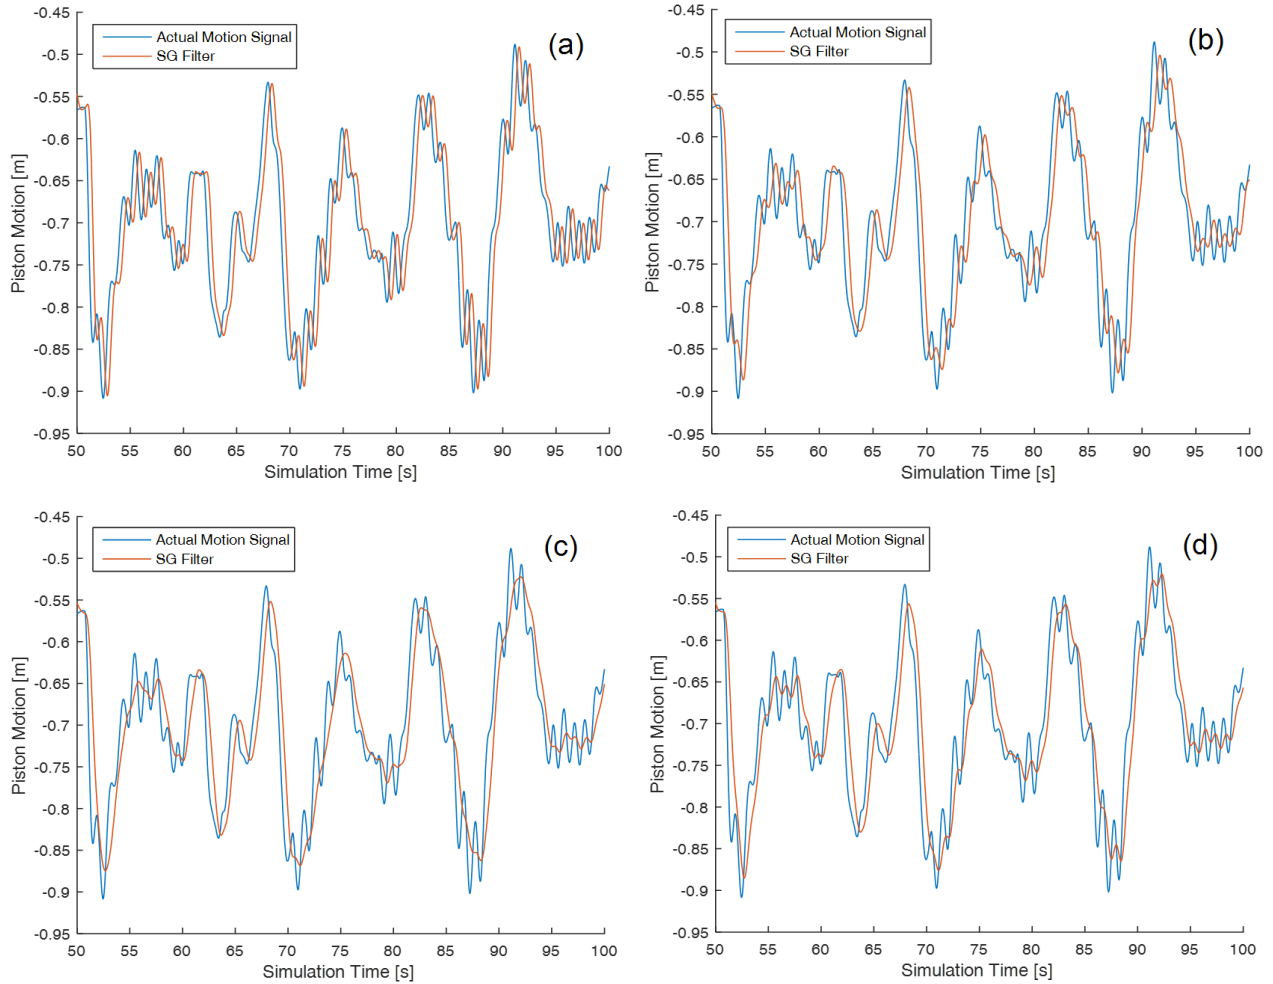 (a)
Actual Motion Signal
SG Filter
Piston Motion [m]
-0.45
-0.5
-0.55
-0.6
-0.65
-0.7
-0.75
-0.8
-0.85
-0.9
-0.95
50 55 60 65 70 75 80 85 90 95 100
Simulation Time [s]
(b)
Actual Motion Signal
SG Filter
Piston Motion [m]
-0.45
-0.5
-0.55
-0.6
-0.65
-0.7
-0.75
-0.8
-0.85
-0.9
-0.95
50 55 60 65 70 75 80 85 90 95 100
Simulation Time [s]
(c)
Actual Motion Signal
SG Filter
Piston Motion [m]
-0.45
-0.5
-0.55
-0.6
-0.65
-0.7
-0.75
-0.8
-0.85
-0.9
-0.95
50 55 60 65 70 75 80 85 90 95 100
Simulation Time [s]
(d)
Actual Motion Signal
SG Filter
Piston Motion [m]
-0.45
-0.5
-0.55
-0.6
-0.65
-0.7
-0.75
-0.8
-0.85
-0.9
-0.95
50 55 60 65 70 75 80 85 90 95 100
Simulation Time [s]